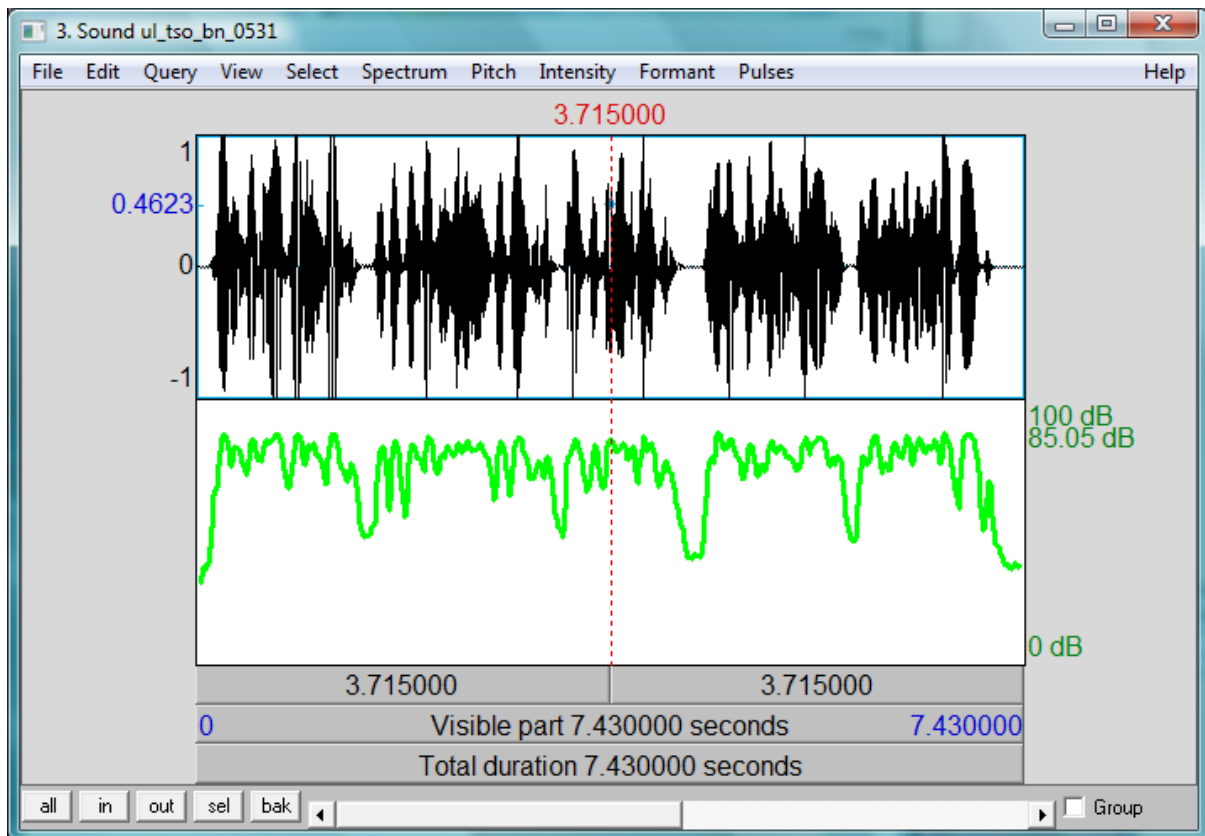 3. Sound ul_tso_bn_0531
File Edit Query View Select Spectrum Pitch Intensity Formant Pulses Help
3.715000
1
0.4623
0
-1
100 dB
85.05 dB
0 dB
3.715000 3.715000
0 Visible part 7.430000 seconds 7.430000
Total duration 7.430000 seconds
all in out sel bak Group